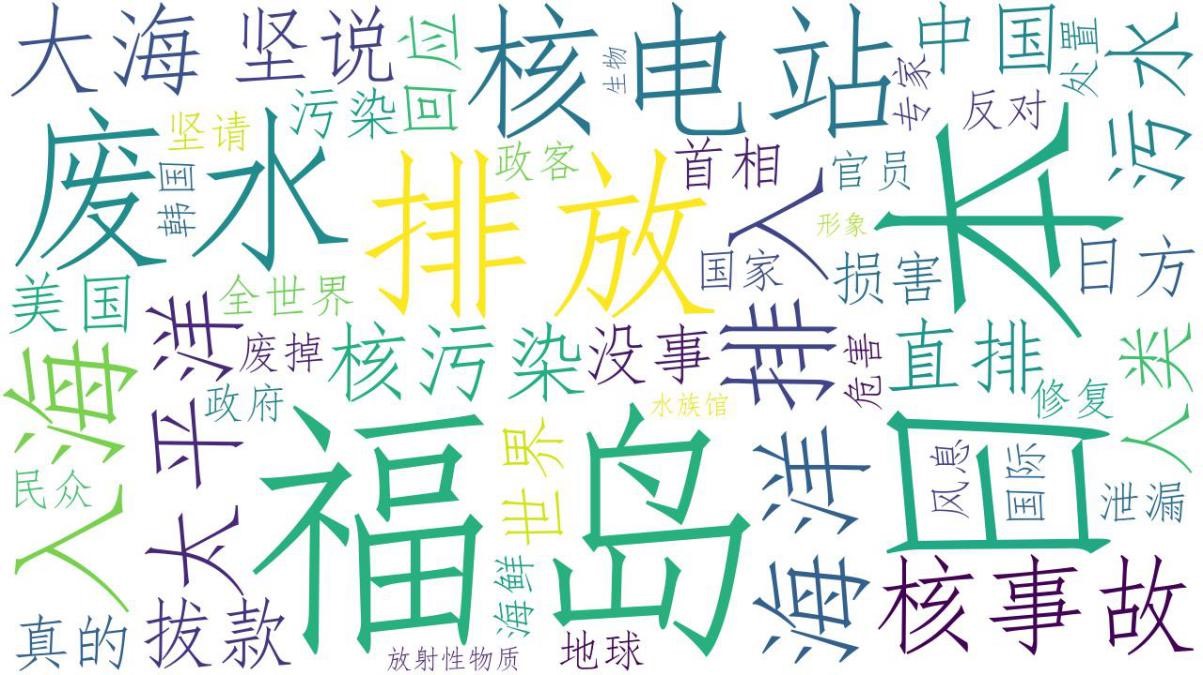 大海
坚说
回应
核电站
生物
专家
中国
处置
污水
污染
坚请
反对
废水
韩国
排放
政客
首相
排入
官员
形象
日本
日方
美国
全世界
国家
损害
太平洋
入海
废掉
政府
核污染
没事
水族馆
危害
直排
修复
人类
民众
福岛
世界
海鲜
海洋
风息
国际
泄漏
真的
拔款
放射性物质
地球
核事故